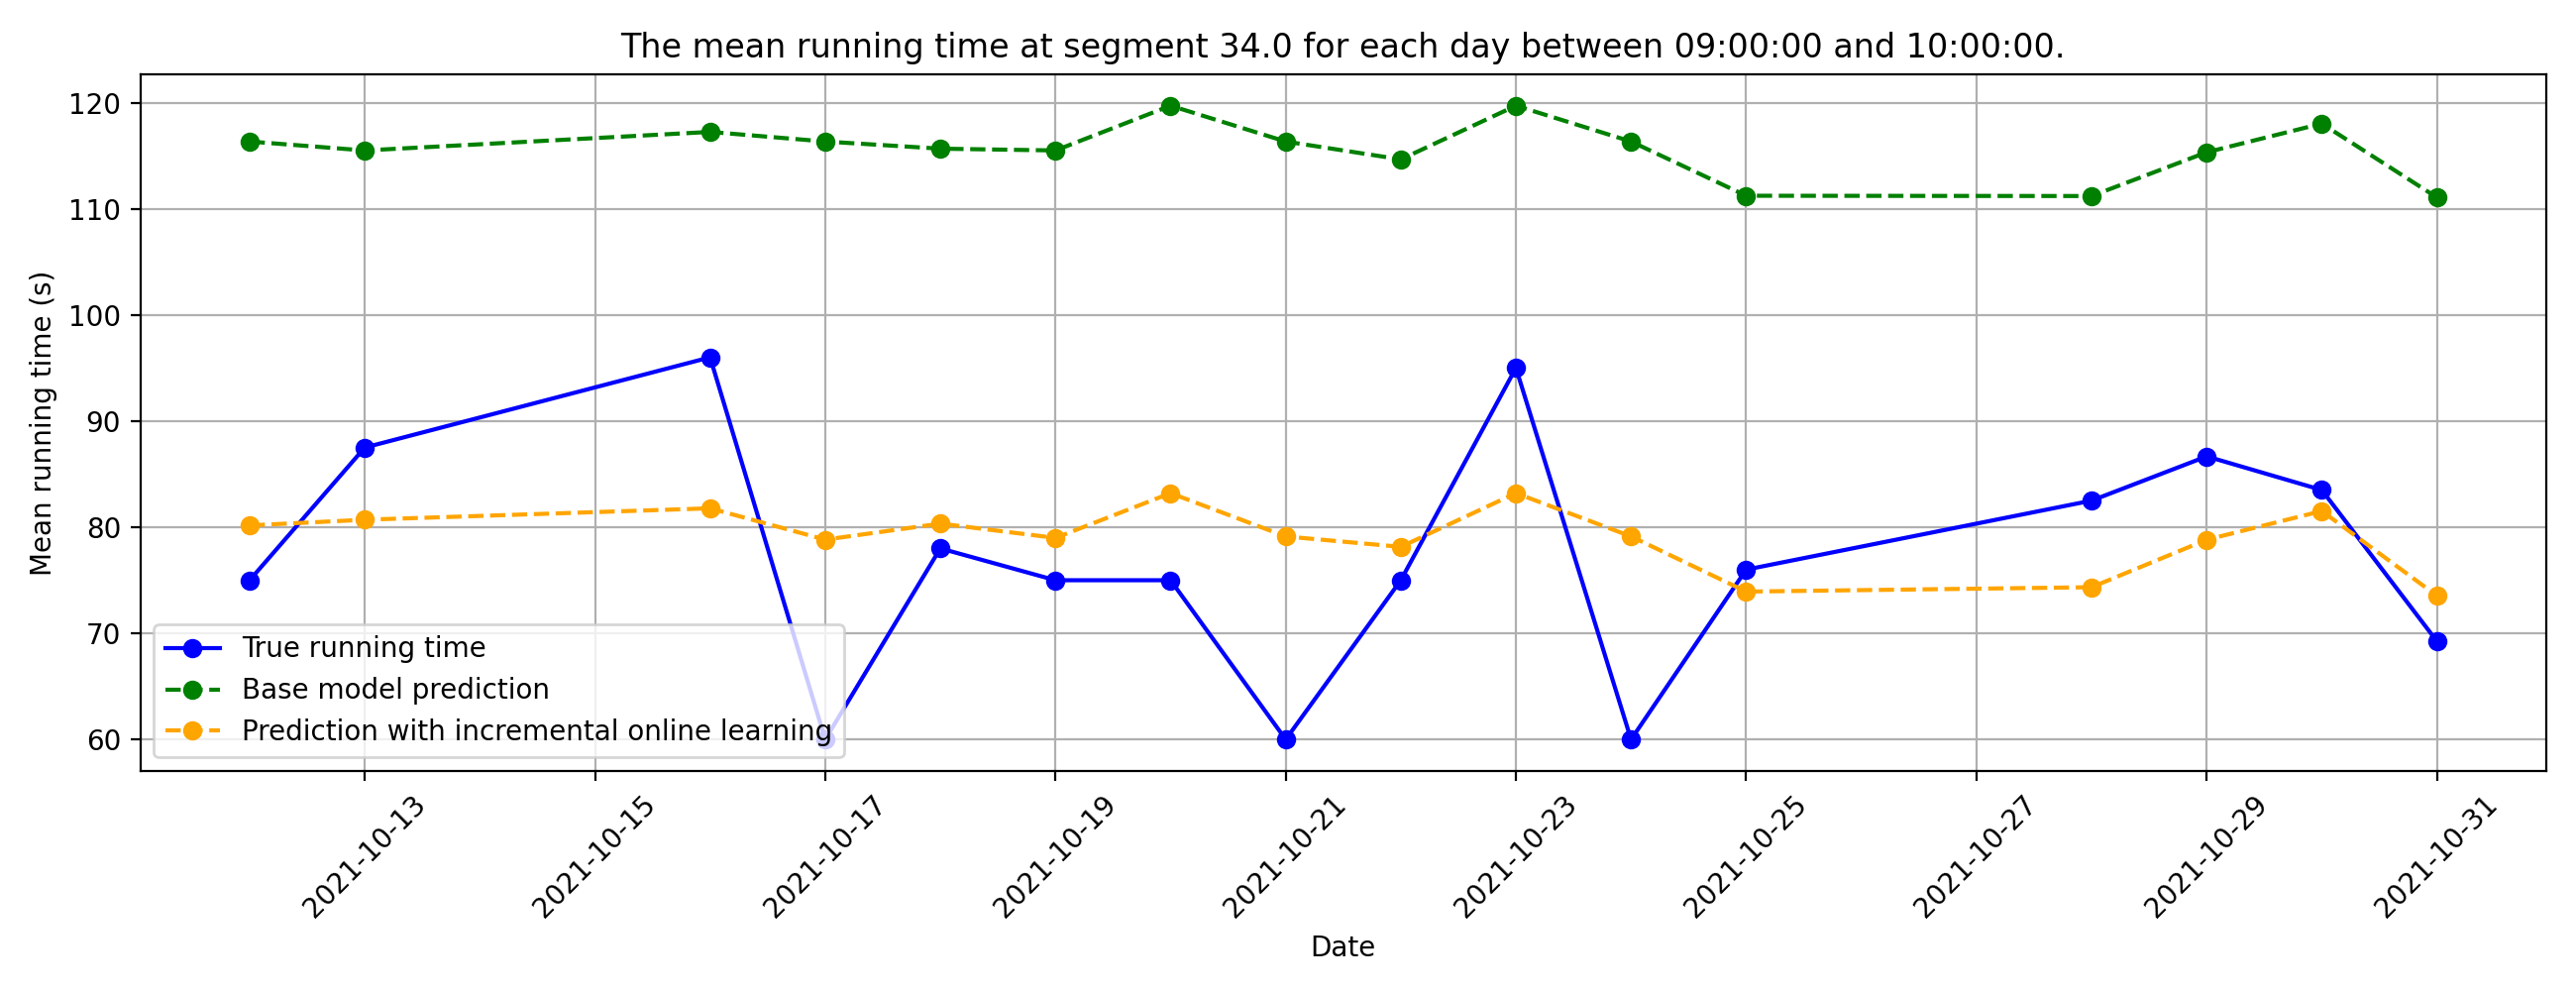 The mean running time at segment 34.0 for each day between 09:00:00 and 10:00:00.
120
110
100
90
80
70
60
Mean running time (s)
True running time
Base model prediction
Prediction with incremental online learning
2021-10-13
2021-10-15
2021-10-17
2021-10-19
2021-10-21
2021-10-23
2021-10-25
2021-10-27
2021-10-29
2021-10-31
Date